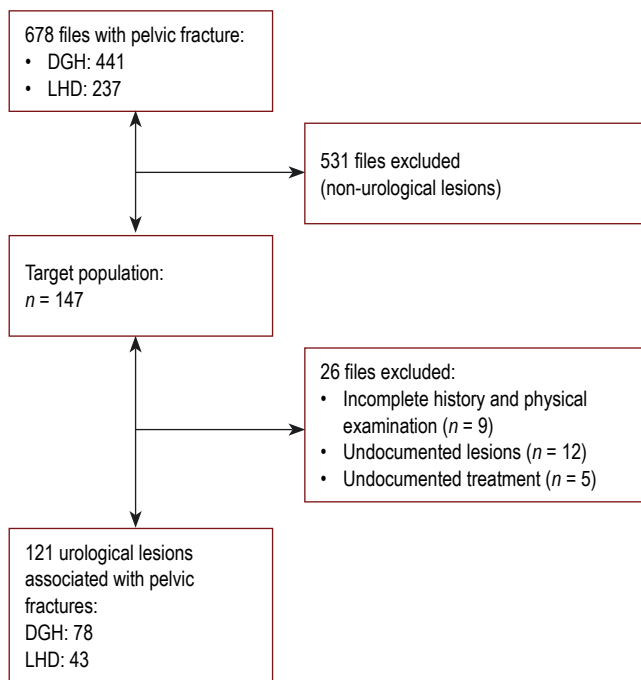 678 files with pelvic fracture:
• DGH: 441
• LHD: 237
531 files excluded
(non-urological lesions)
Target population:
n = 147
26 files excluded:
• Incomplete history and physical
examination (n = 9)
• Undocumented lesions (n = 12)
• Undocumented treatment (n = 5)
121 urological lesions
associated with pelvic
fractures:
DGH: 78
LHD: 43